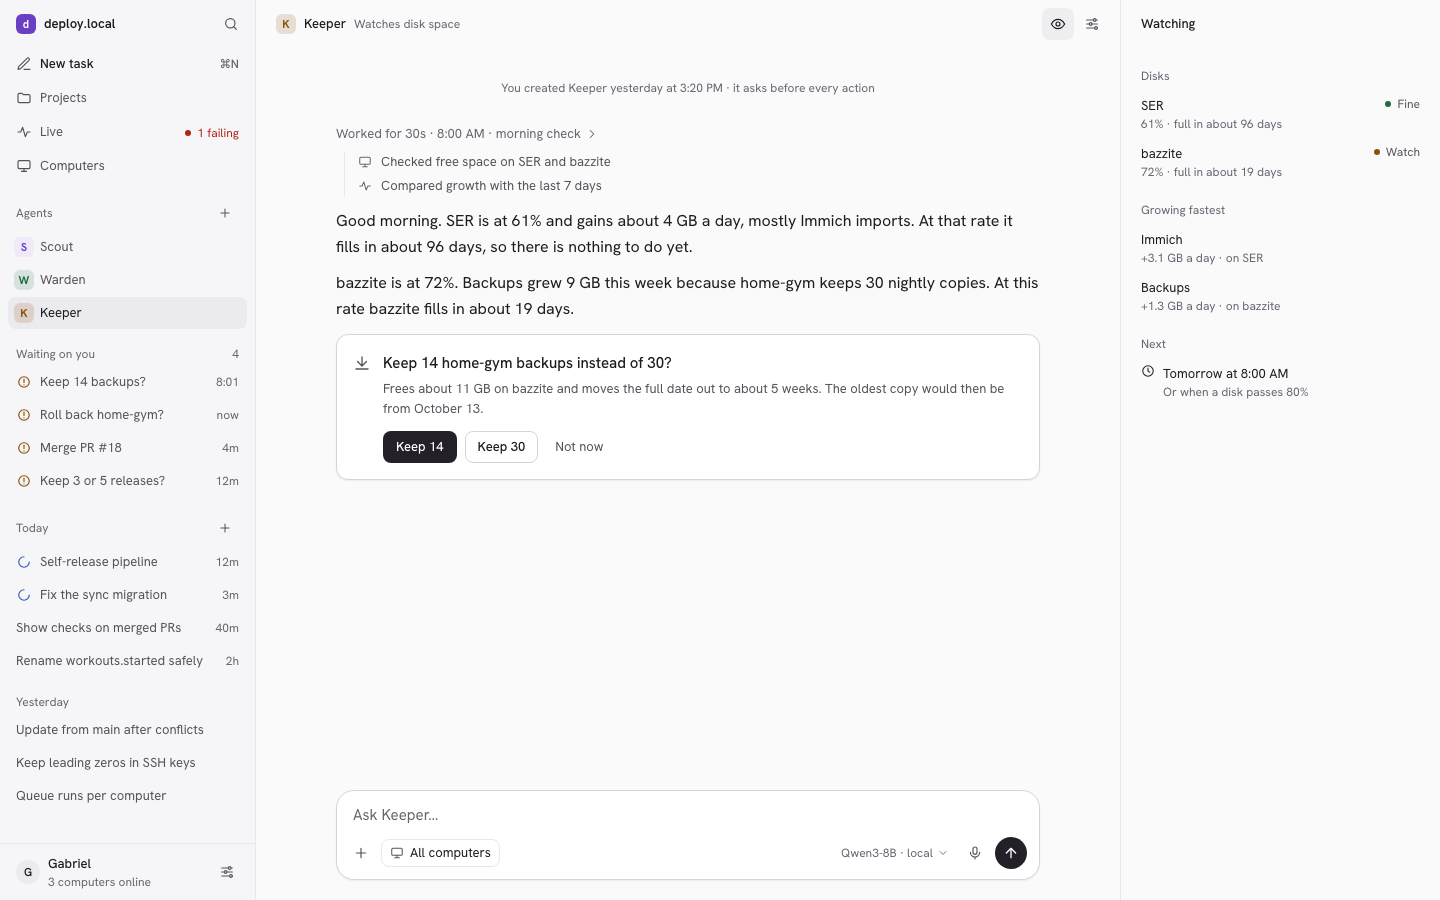 d deploy.local
New task ⌘N
Projects
Live 1 failing
Computers
Agents
S Scout
W Warden
K Keeper
Waiting on you 4
Keep 14 backups? 8:01
Roll back home-gym? now
Merge PR #18 4m
Keep 3 or 5 releases? 12m
Today
Self-release pipeline 12m
Fix the sync migration 3m
Show checks on merged PRs 40m
Rename workouts.started safely 2h
Yesterday
Update from main after conflicts
Keep leading zeros in SSH keys
Queue runs per computer
G Gabriel
3 computers online
K Keeper Watches disk space
You created Keeper yesterday at 3:20 PM · it asks before every action
Worked for 30s · 8:00 AM · morning check
Checked free space on SER and bazzite
Compared growth with the last 7 days
Good morning. SER is at 61% and gains about 4 GB a day, mostly Immich imports. At that rate it
fills in about 96 days, so there is nothing to do yet.
bazzite is at 72%. Backups grew 9 GB this week because home-gym keeps 30 nightly copies. At this
rate bazzite fills in about 19 days.
Keep 14 home-gym backups instead of 30?
Frees about 11 GB on bazzite and moves the full date out to about 5 weeks. The oldest copy would then be
from October 13.
Keep 14 Keep 30 Not now
Ask Keeper…
All computers Qwen3-8B · local
Watching
Disks
SER Fine
61% · full in about 96 days
bazzite Watch
72% · full in about 19 days
Growing fastest
Immich
+3.1 GB a day · on SER
Backups
+1.3 GB a day · on bazzite
Next
Tomorrow at 8:00 AM
Or when a disk passes 80%